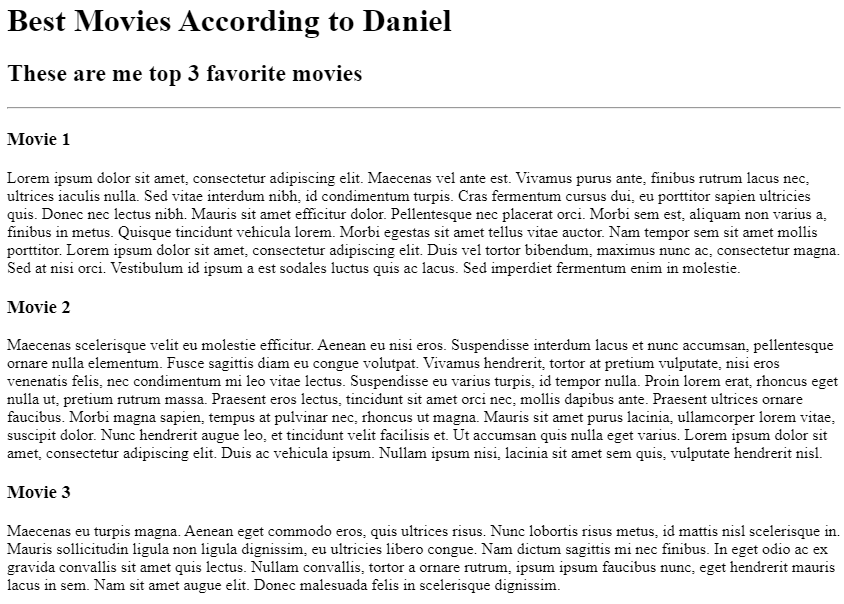 Best Movies According to Daniel
These are me top 3 favorite movies
Movie 1
Lorem ipsum dolor sit amet, consectetur adipiscing elit. Maecenas vel ante est. Vivamus purus ante, finibus rutrum lacus nec,
ultrices iaculis nulla. Sed vitae interdum nibh, id condimentum turpis. Cras fermentum cursus dui, eu porttitor sapien ultricies
quis. Donec nec lectus nibh. Mauris sit amet efficitur dolor. Pellentesque nec placerat orci. Morbi sem est, aliquam non varius a,
finibus in metus. Quisque tincidunt vehicula lorem. Morbi egestas sit amet tellus vitae auctor. Nam tempor sem sit amet mollis
porttitor. Lorem ipsum dolor sit amet, consectetur adipiscing elit. Duis vel tortor bibendum, maximus nunc ac, consectetur magna.
Sed at nisi orci. Vestibulum id ipsum a est sodales luctus quis ac lacus. Sed imperdiet fermentum enim in molestie.
Movie 2
Maecenas scelerisque velit eu molestie efficitur. Aenean eu nisi eros. Suspendisse interdum lacus et nunc accumsan, pellentesque
ornare nulla elementum. Fusce sagittis diam eu congue volutpat. Vivamus hendrerit, tortor at pretium vulputate, nisi eros
venenatis felis, nec condimentum mi leo vitae lectus. Suspendisse eu varius turpis, id tempor nulla. Proin lorem erat, rhoncus eget
nulla ut, pretium rutrum massa. Praesent eros lectus, tincidunt sit amet orci nec, mollis dapibus ante. Praesent ultrices ornare
faucibus. Morbi magna sapien, tempus at pulvinar nec, rhoncus ut magna. Mauris sit amet purus lacinia, ullamcorper lorem vitae,
suscipit dolor. Nunc hendrerit augue leo, et tincidunt velit facilisis et. Ut accumsan quis nulla eget varius. Lorem ipsum dolor sit
amet, consectetur adipiscing elit. Duis ac vehicula ipsum. Nullam ipsum nisi, lacinia sit amet sem quis, vulputate hendrerit nisl.
Movie 3
Maecenas eu turpis magna. Aenean eget commodo eros, quis ultrices risus. Nunc lobortis risus metus, id mattis nisl scelerisque in.
Mauris sollicitudin ligula non ligula dignissim, eu ultricies libero congue. Nam dictum sagittis mi nec finibus. In eget odio ac ex
gravida convallis sit amet quis lectus. Nullam convallis, tortor a ornare rutrum, ipsum ipsum faucibus nunc, eget hendrerit mauris
lacus in sem. Nam sit amet augue elit. Donec malesuada felis in scelerisque dignissim.